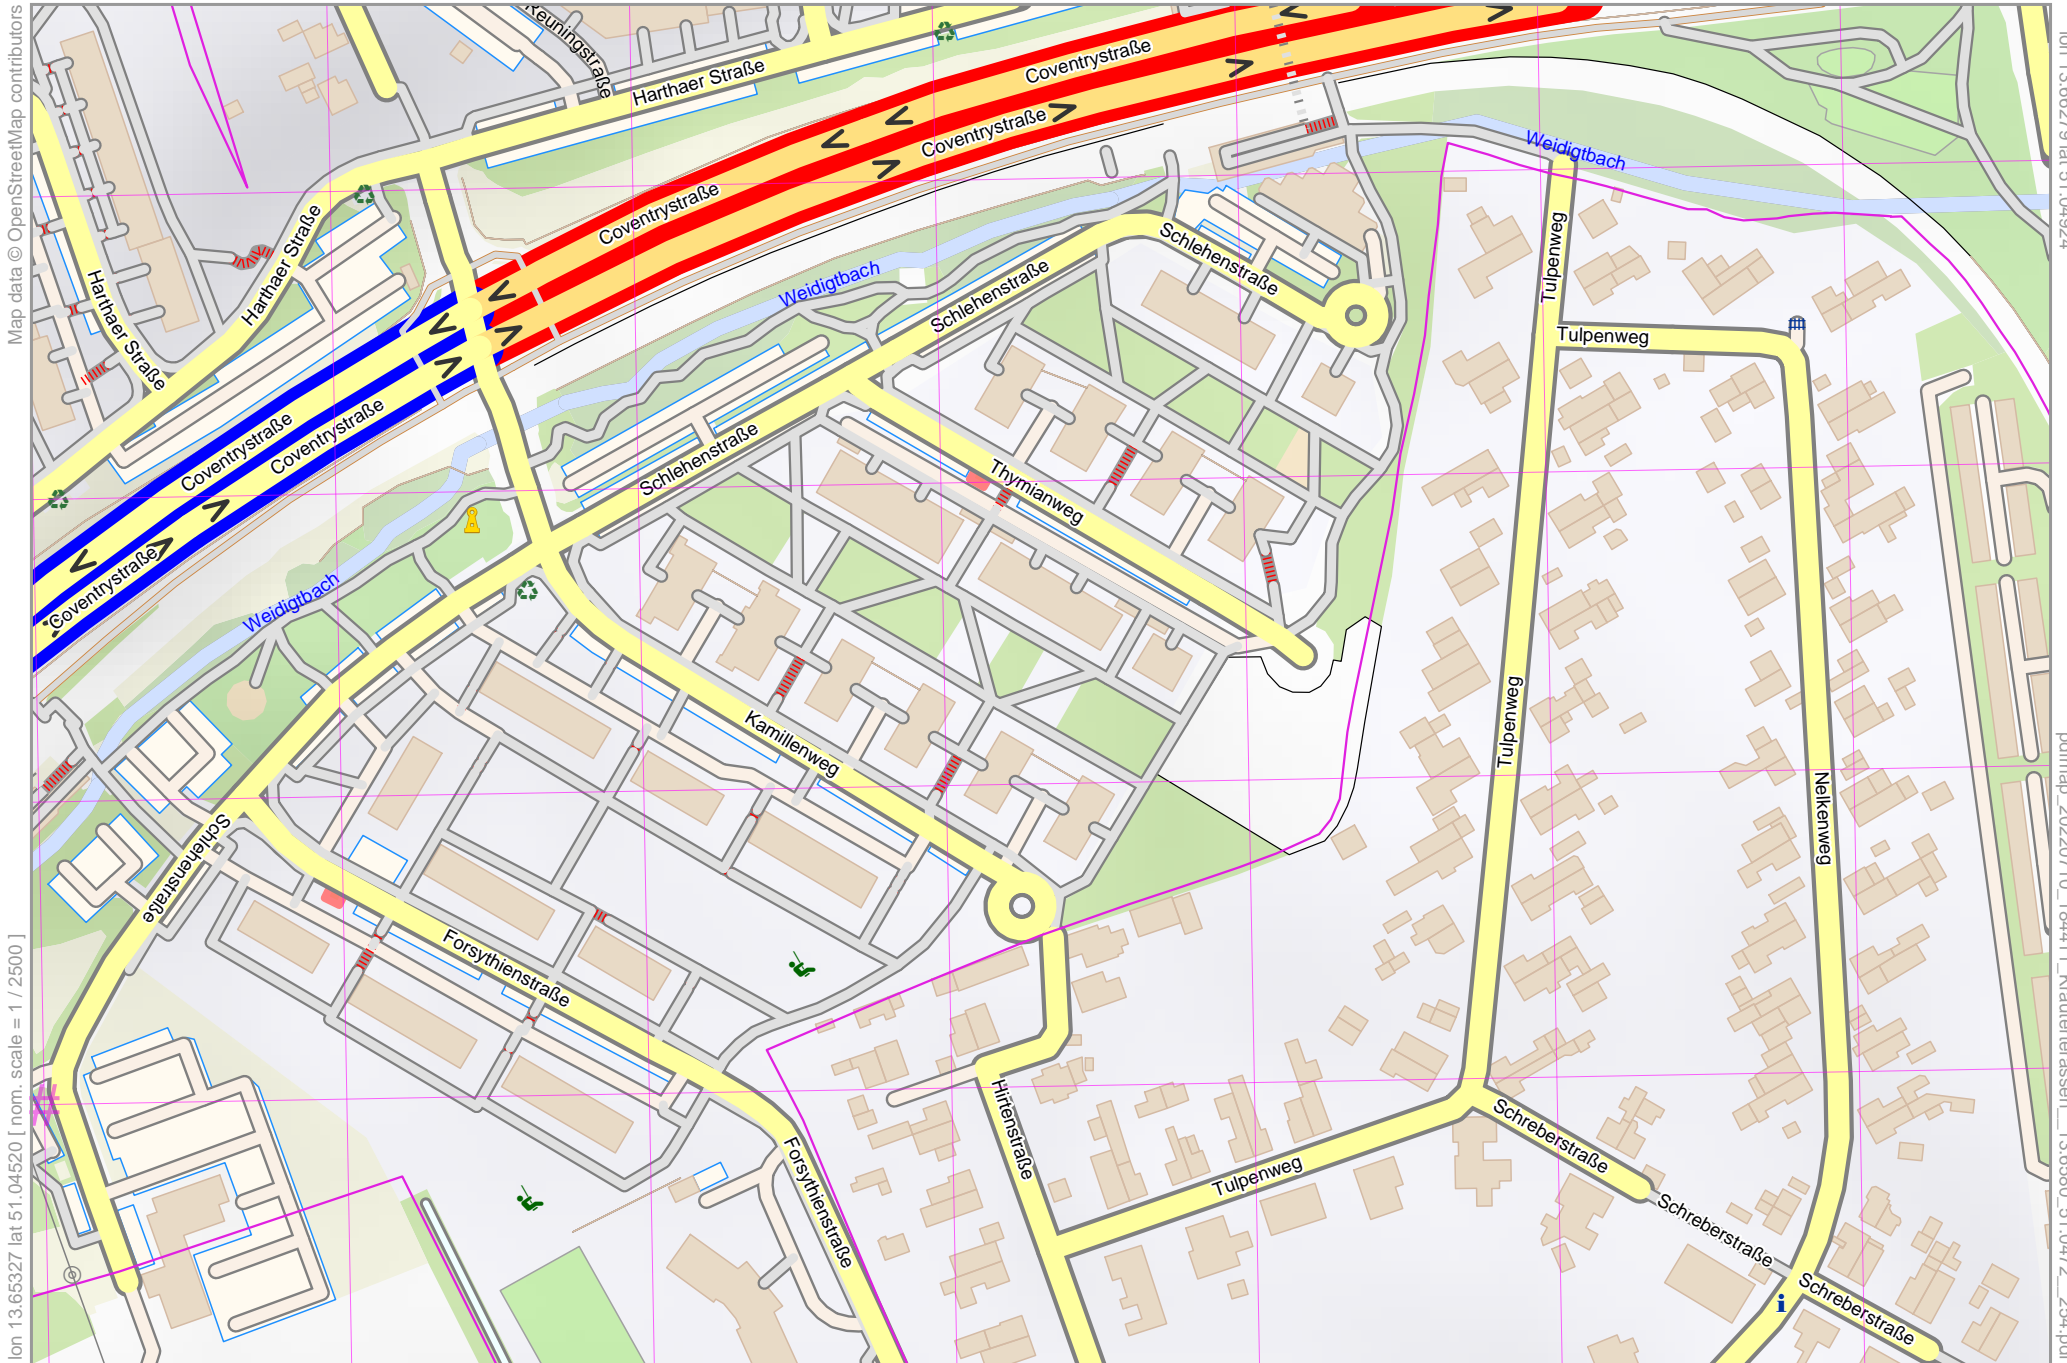 Map data © OpenStreetMap contributors
lon 13.65327 lat 51.04520 [ nom. scale = 1 / 2500 ]
Reuningstraße
Harthaer Straße
Coventrystraße
Coventrystraße
Coventrystraße
Weidigtbach
Harthaer Straße
Harthaer Straße
Schlehenstraße
Schlehenstraße
Weidigtbach
Tulpenweg
Tulpenweg
Coventrystraße
Coventrystraße
Coventrystraße
Schlehenstraße
Thymianweg
Weidigtbach
Kamillenweg
Tulpenweg
Nelkenweg
Schlehenstraße
Forsythienstraße
Hirtenstraße
Schreberstraße
Tulpenweg
Forsythienstraße
Schreberstraße
Schreberstraße